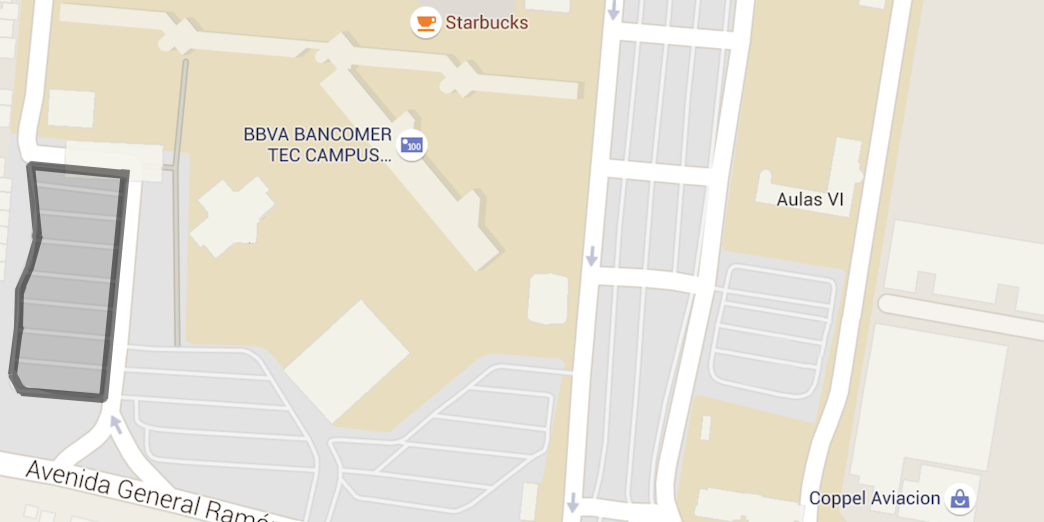 Starbucks
BBVA BANCOMER
TEC CAMPUS...
100
Aulas VI
Avenida General Ramó
Coppel Aviacion